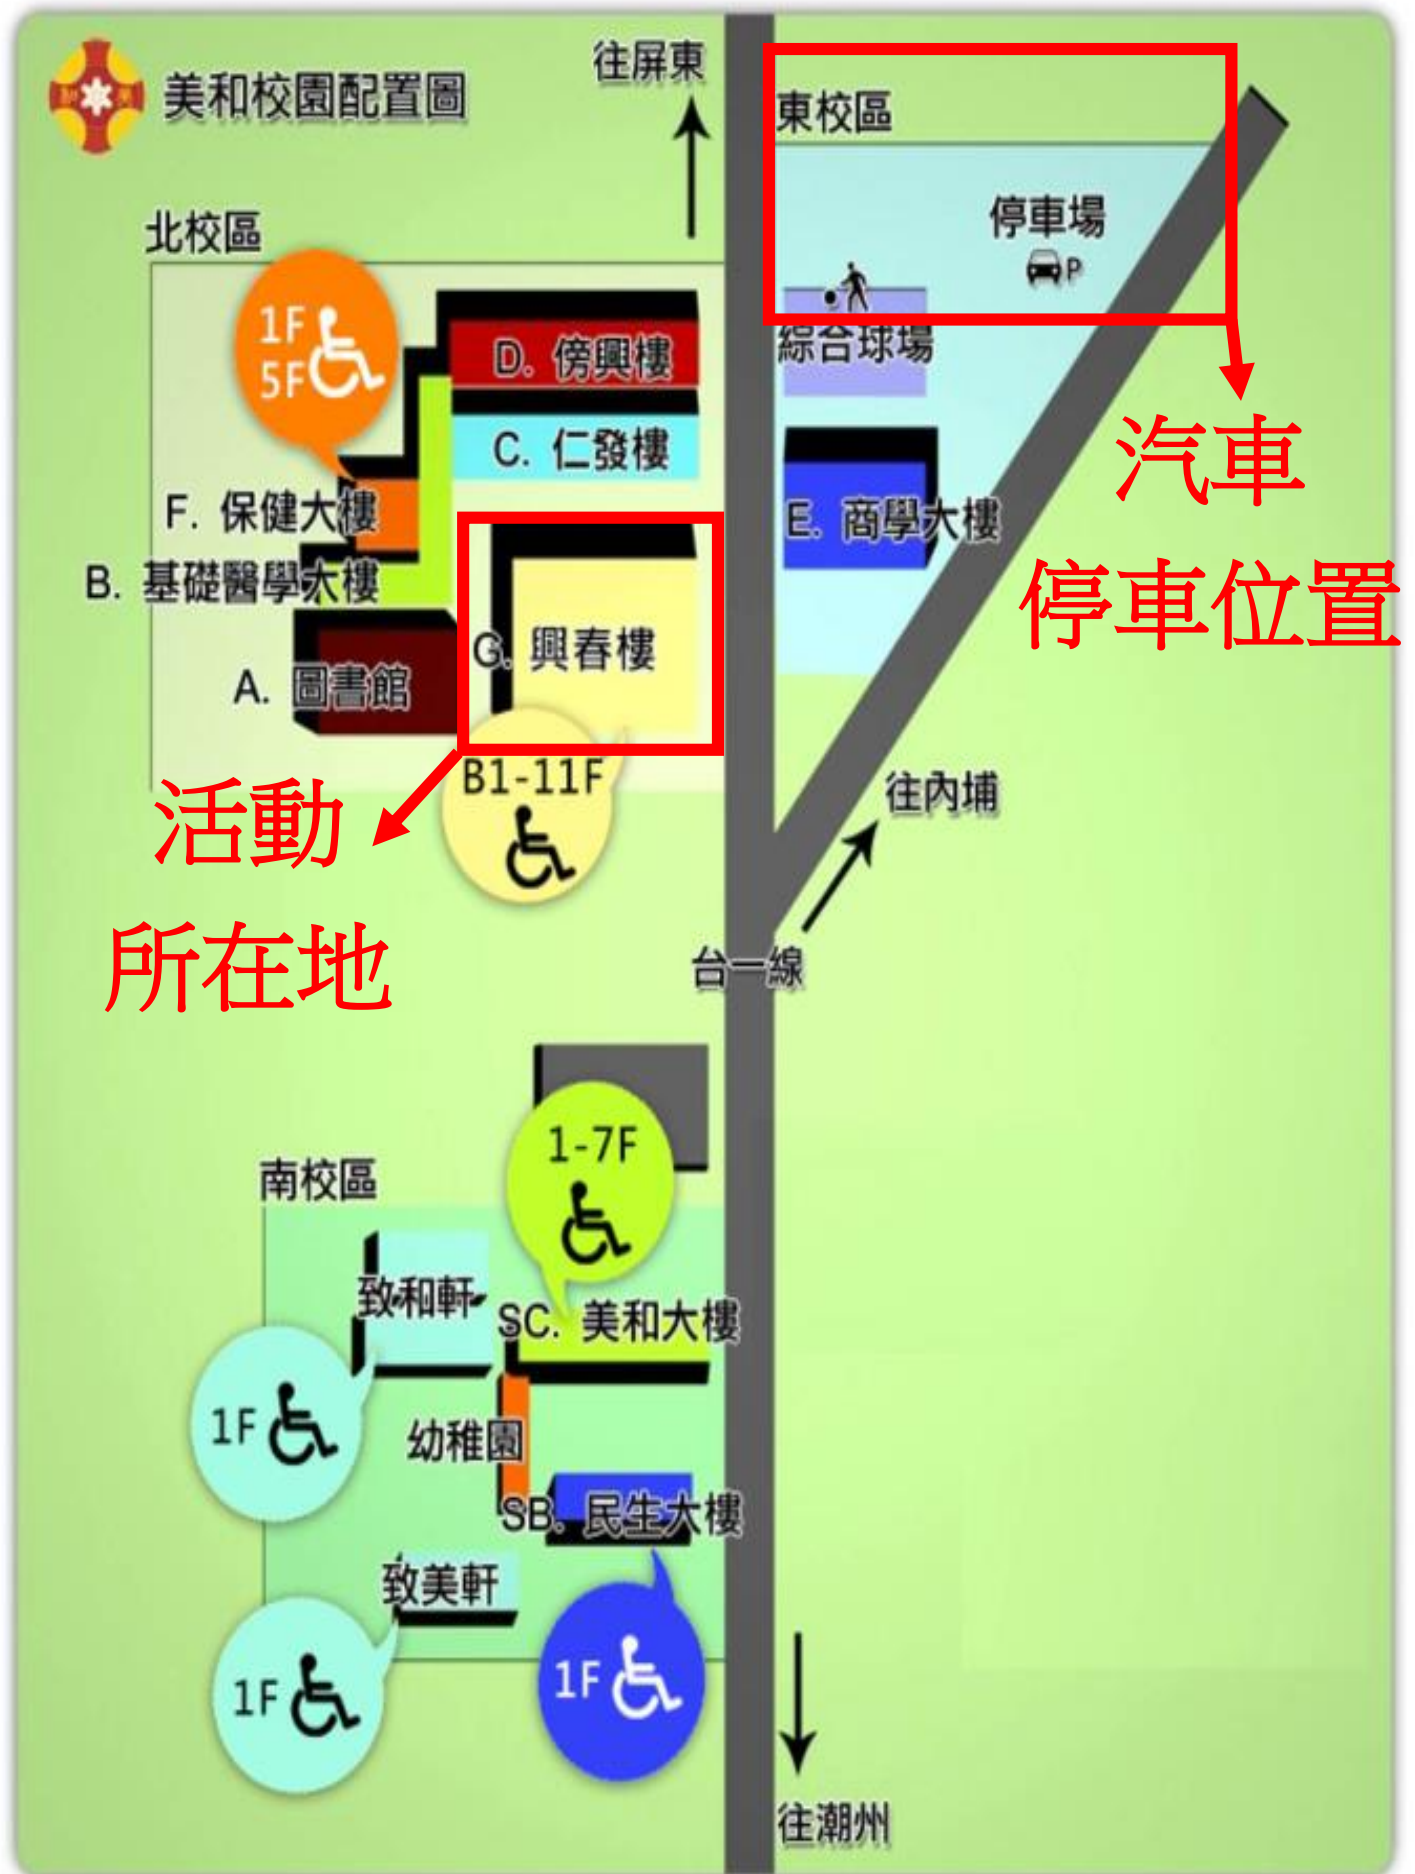 美和校園配置圖
往屏東
東校區
停車場
P
北校區
1F
5F
D. 傍興樓
綜合球場
C. 仁發樓
汽車
停車位置
F. 保健大樓
E. 商學大樓
B. 基礎醫學大樓
G. 興春樓
A. 圖書館
B1-11F
往內埔
活動
所在地
台一線
1-7F
南校區
致和軒
SC. 美和大樓
1F
幼稚園
SB. 民生大樓
致美軒
1F
1F
往潮州